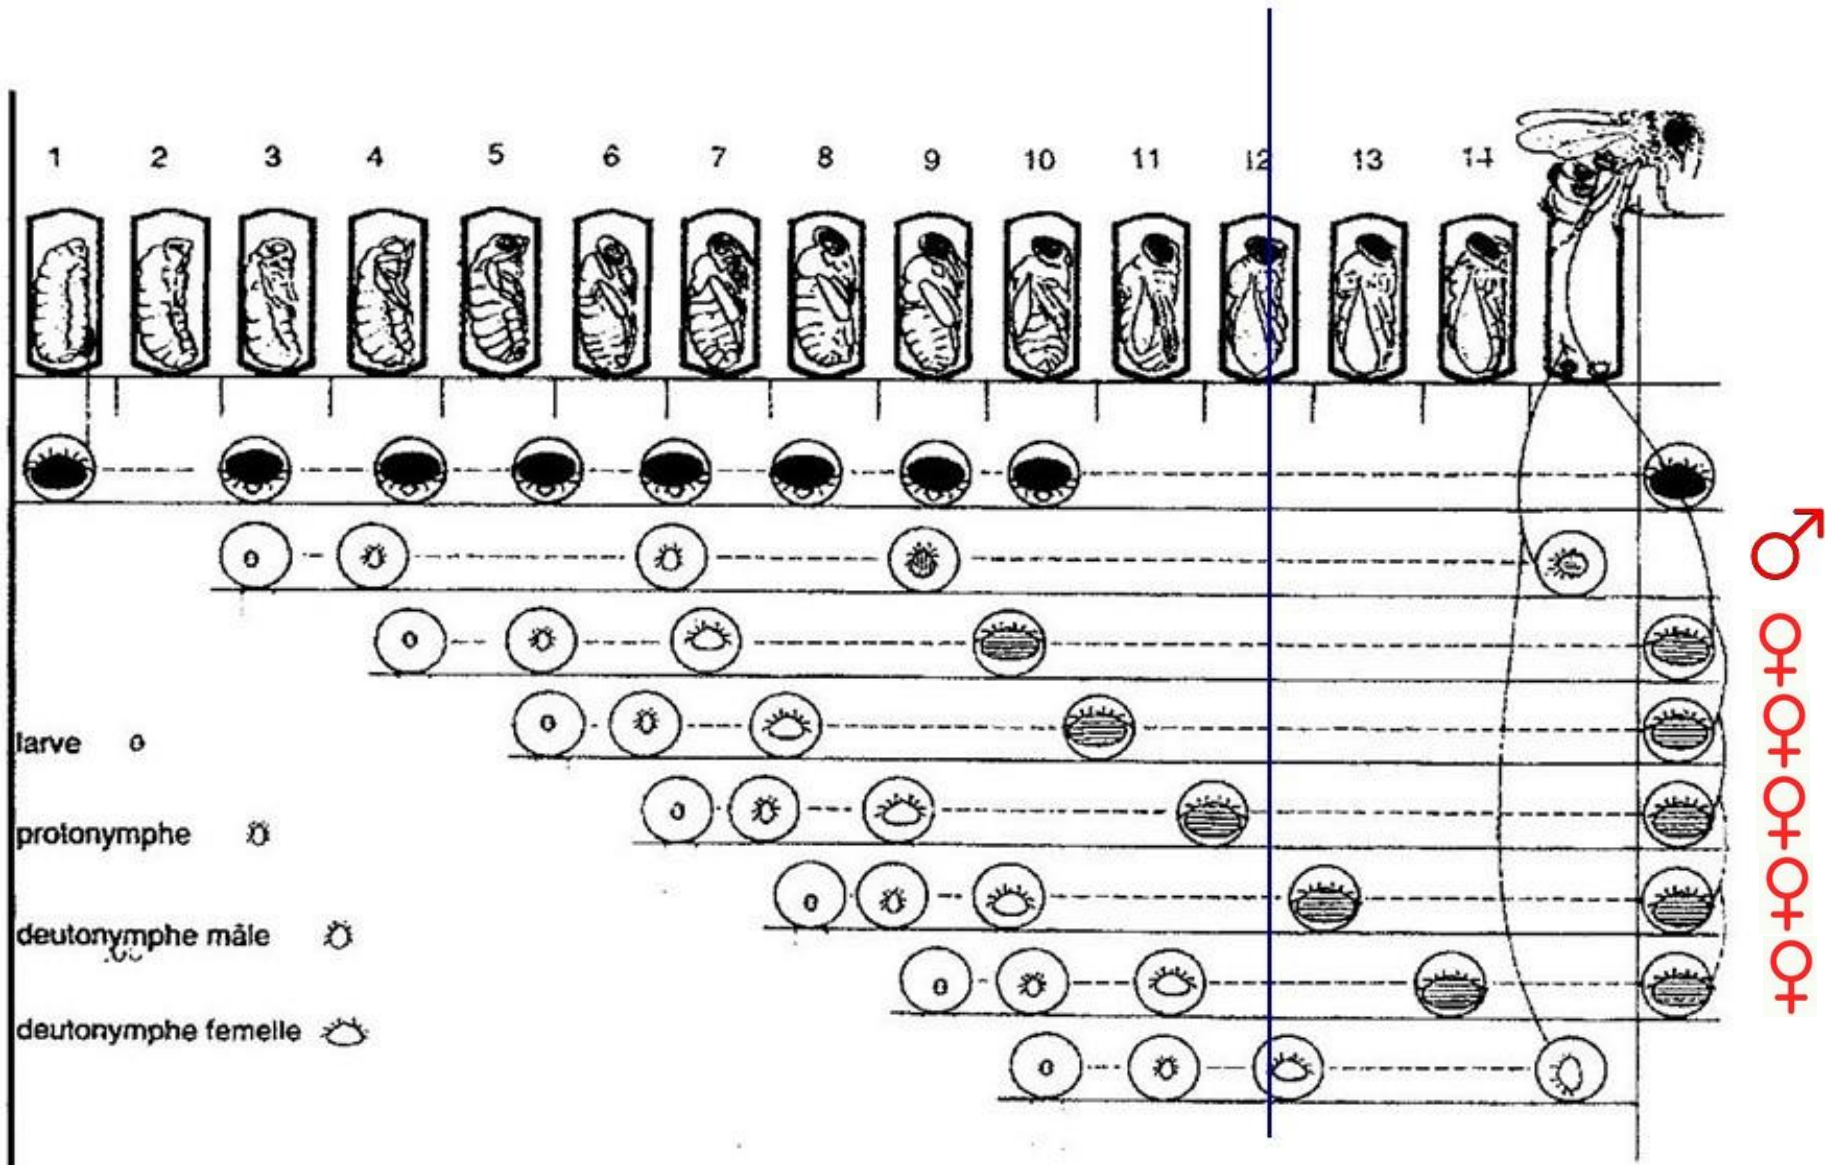 1 2 3 4 5 6 7 8 9 10 11 12 13 14
larve
protonymphe
deutonymphe mâle
deutonymphe femelle